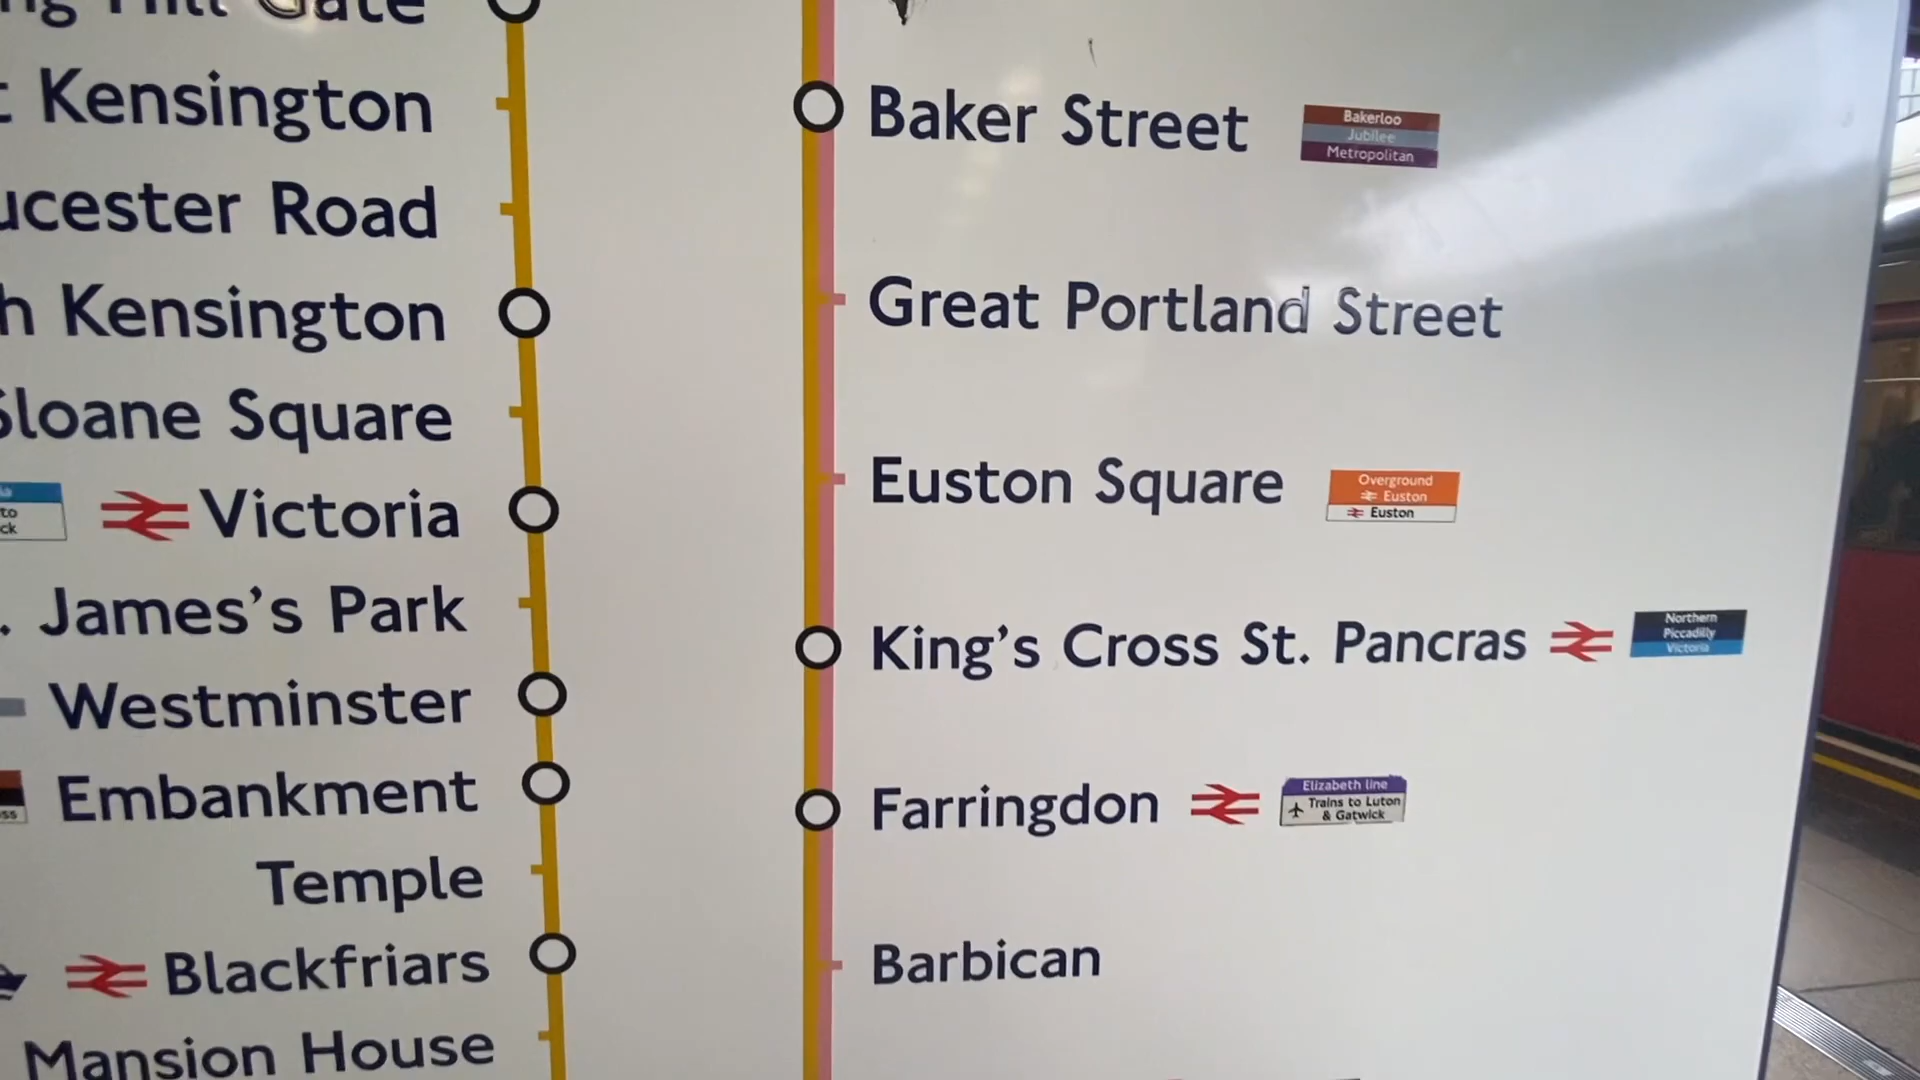 Gate
Kensington
Road
Kensington
Sloane Square
to
Victoria
James's Park
Westminster
Embankment
Temple
Blackfriars
Mansion House
Baker Street
Bakerloo
Jubilee
Metropolitan
Great Portland Street
Euston Square
Overground
Euston
Euston
King's Cross St. Pancras
Northern
Piccadilly
Victoria
Farringdon
Elizabeth line
Trains to Luton
& Gatwick
Barbican